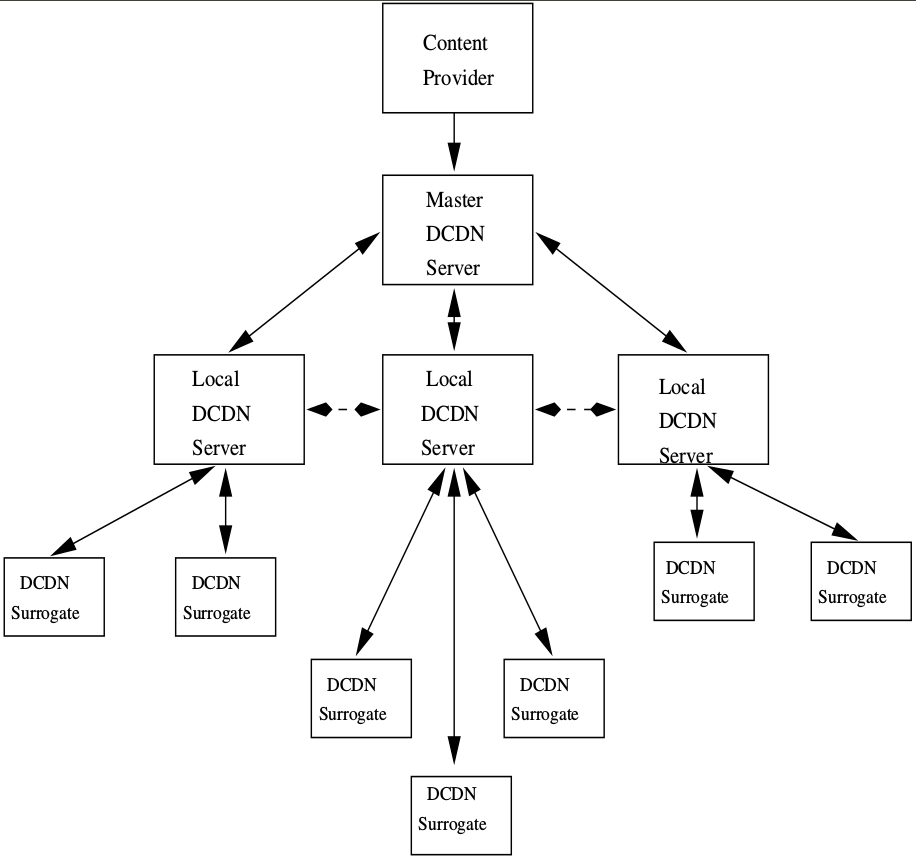 Content
Provider
Master
DCDN
Server
Local
DCDN
Server
Local
DCDN
Server
Local
DCDN
Server
DCDN
Surrogate
DCDN
Surrogate
DCDN
Surrogate
DCDN
Surrogate
DCDN
Surrogate
DCDN
Surrogate
DCDN
Surrogate